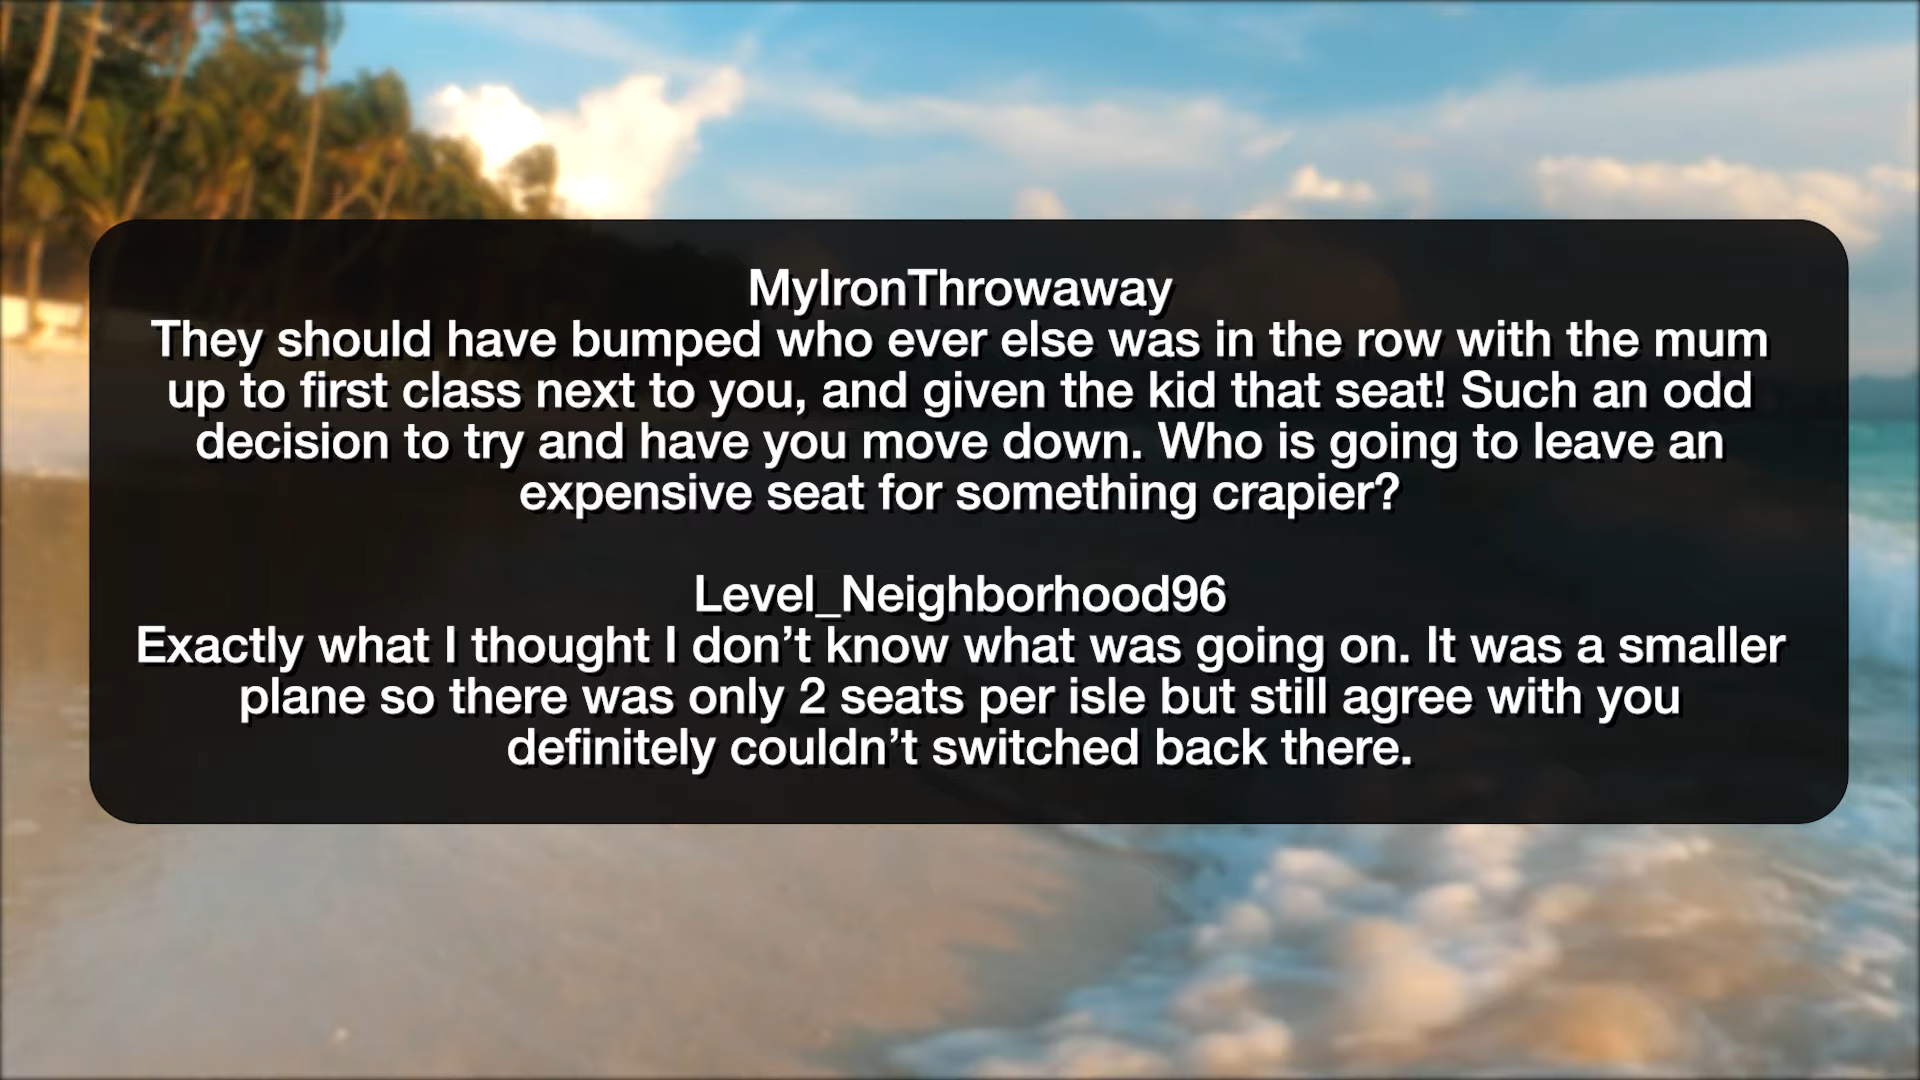 MyIronThrowaway
They should have bumped who ever else was in the row with the mum
up to first class next to you, and given the kid that seat! Such an odd
decision to try and have you move down. Who is going to leave an
expensive seat for something crapier?
Level_Neighborhood96
Exactly what I thought I don’t know what was going on. It was a smaller
plane so there was only 2 seats per isle but still agree with you
definitely couldn’t switched back there.